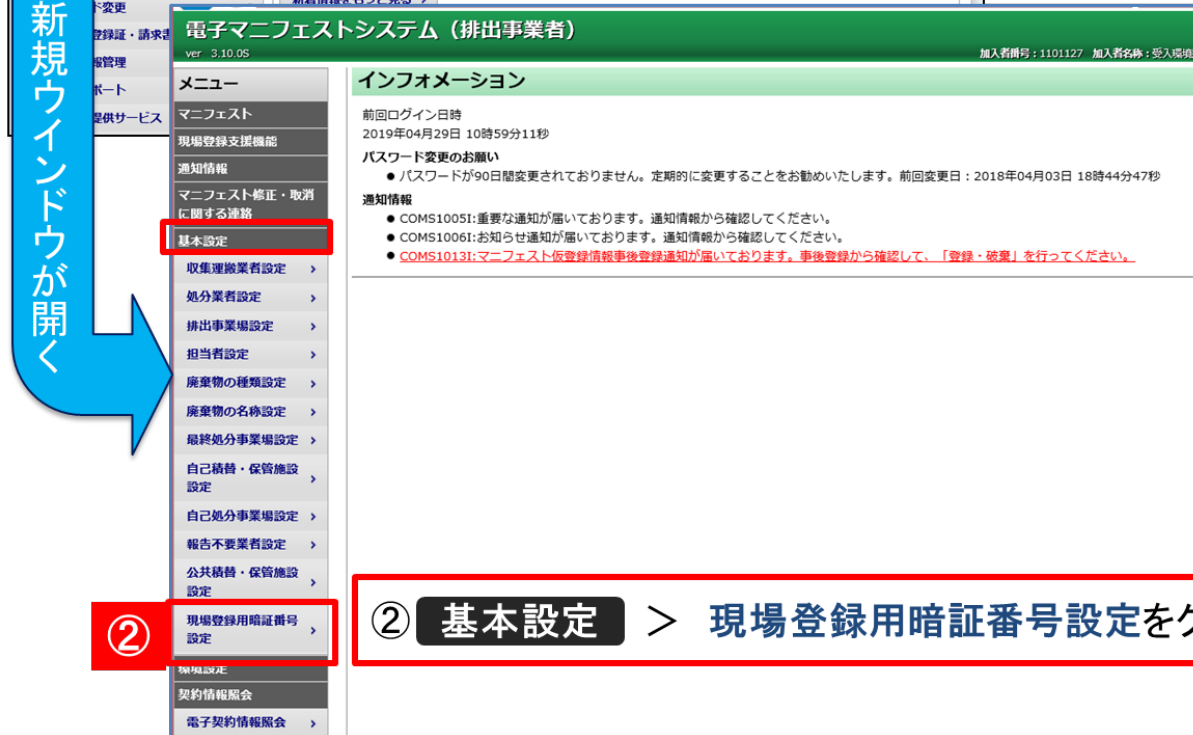 新規ウインドウが開く
ド変更
登録証・請求書
報管理
ポート
提供サービス
電子マニフェストシステム（排出事業者）
ver 3.10.0S
加入者番号：1101127 加入者名称：受入環境
メニュー
マニフェスト
現場登録支援機能
通知情報
マニフェスト修正・取消
に関する連絡
基本設定
収集運搬業者設定 ›
処分業者設定 ›
排出事業場設定 ›
担当者設定 ›
廃棄物の種類設定 ›
廃棄物の名称設定 ›
最終処分事業場設定 ›
自己積替・保管施設
設定 ›
自己処分事業場設定 ›
報告不要業者設定 ›
公共積替・保管施設
設定 ›
②
現場登録用暗証番号
設定 ›
環境設定
契約情報照会
電子契約情報照会 ›
インフォメーション
前回ログイン日時
2019年04月29日 10時59分11秒
パスワード変更のお願い
● パスワードが90日間変更されておりません。定期的に変更することをお勧めいたします。前回変更日：2018年04月03日 18時44分47秒
通知情報
● COMS1005I:重要な通知が届いております。通知情報から確認してください。
● COMS1006I:お知らせ通知が届いております。通知情報から確認してください。
● COMS1013I:マニフェスト仮登録情報事後登録通知が届いております。事後登録から確認して、「登録・破棄」を行ってください。
② 基本設定 ＞ 現場登録用暗証番号設定をク